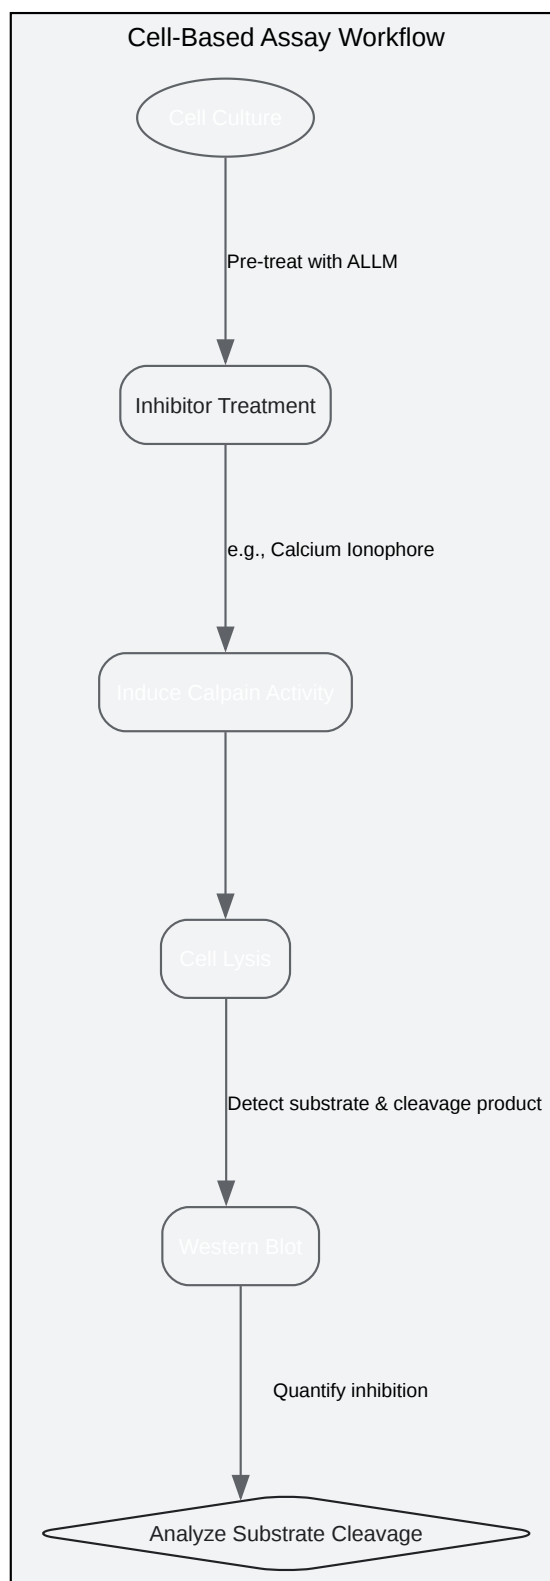 Cell-Based Assay Workflow
Cell Culture
Pre-treat with ALLM
Inhibitor Treatment
e.g., Calcium Ionophore
Induce Calpain Activity
Cell Lysis
Detect substrate & cleavage product
Western Blot
Quantify inhibition
Analyze Substrate Cleavage